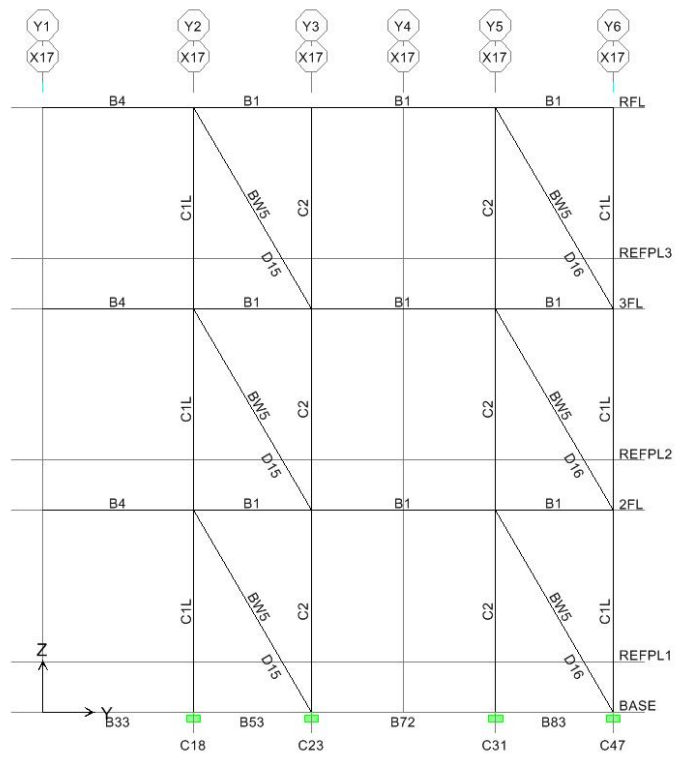 Y1 Y2 Y3 Y4 Y5 Y6
X17 X17 X17 X17 X17 X17
B4 B1 B1 B1 RFL
C1L BW5 C2 C2 BW5 C1L
D15 D16 REFPL3
B4 B1 B1 B1 3FL
C1L BW5 C2 C2 BW5 C1L
D15 D16 REFPL2
B4 B1 B1 B1 2FL
C1L BW5 C2 C2 BW5 C1L
Z D15 D16 REFPL1
Y BASE
B33 B53 B72 B83
C18 C23 C31 C47